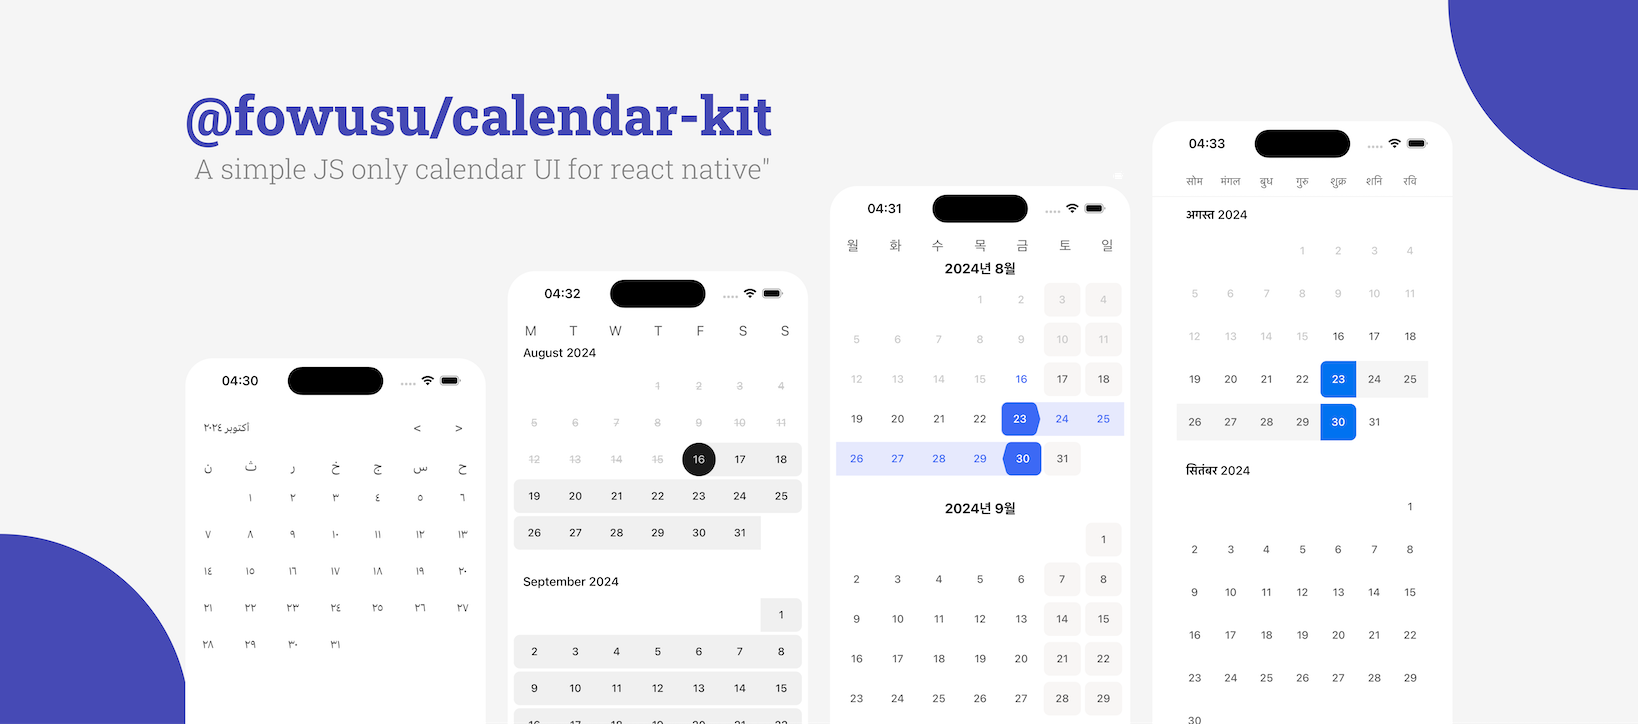 @fowusu/calendar-kit
A simple JS only calendar UI for react native"
04:30
أكتوبر ٢٠٢٤ < >
ن ث ر خ ج س ح
١ ٢ ٣ ٤ ٥ ٦
٧ ٨ ٩ ١٠ ١١ ١٢ ١٣
١٤ ١٥ ١٦ ١٧ ١٨ ١٩ ٢٠
٢١ ٢٢ ٢٣ ٢٤ ٢٥ ٢٦ ٢٧
٢٨ ٢٩ ٣٠ ٣١
04:32
M T W T F S S
August 2024
1 2 3 4
5 6 7 8 9 10 11
12 13 14 15 16 17 18
19 20 21 22 23 24 25
26 27 28 29 30 31
September 2024
1
2 3 4 5 6 7 8
9 10 11 12 13 14 15
16 17 18 19 20 21 22
04:31
월 화 수 목 금 토 일
2024년 8월
1 2 3 4
5 6 7 8 9 10 11
12 13 14 15 16 17 18
19 20 21 22 23 24 25
26 27 28 29 30 31
2024년 9월
1
2 3 4 5 6 7 8
9 10 11 12 13 14 15
16 17 18 19 20 21 22
23 24 25 26 27 28 29
04:33
सोम मंगल बुध गुरु शुक्र शनि रवि
अगस्त 2024
1 2 3 4
5 6 7 8 9 10 11
12 13 14 15 16 17 18
19 20 21 22 23 24 25
26 27 28 29 30 31
सितंबर 2024
1
2 3 4 5 6 7 8
9 10 11 12 13 14 15
16 17 18 19 20 21 22
23 24 25 26 27 28 29
30